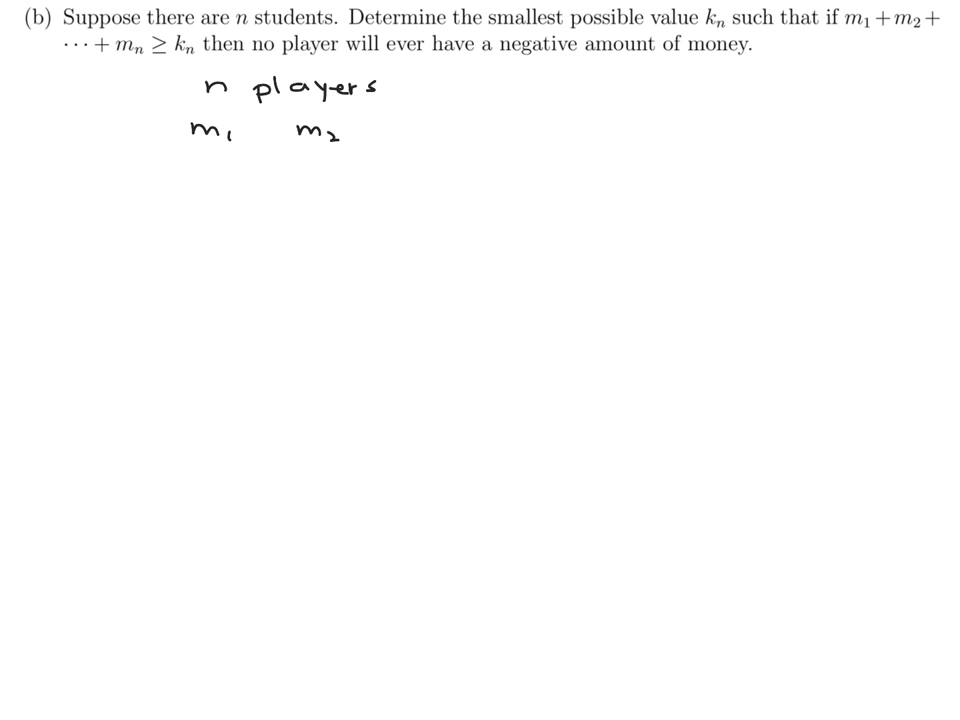 (b) Suppose there are n students. Determine the smallest possible value kₙ such that if m₁+m₂+
⋯+mₙ ≥ kₙ then no player will ever have a negative amount of money.
n players
m₁ m₂